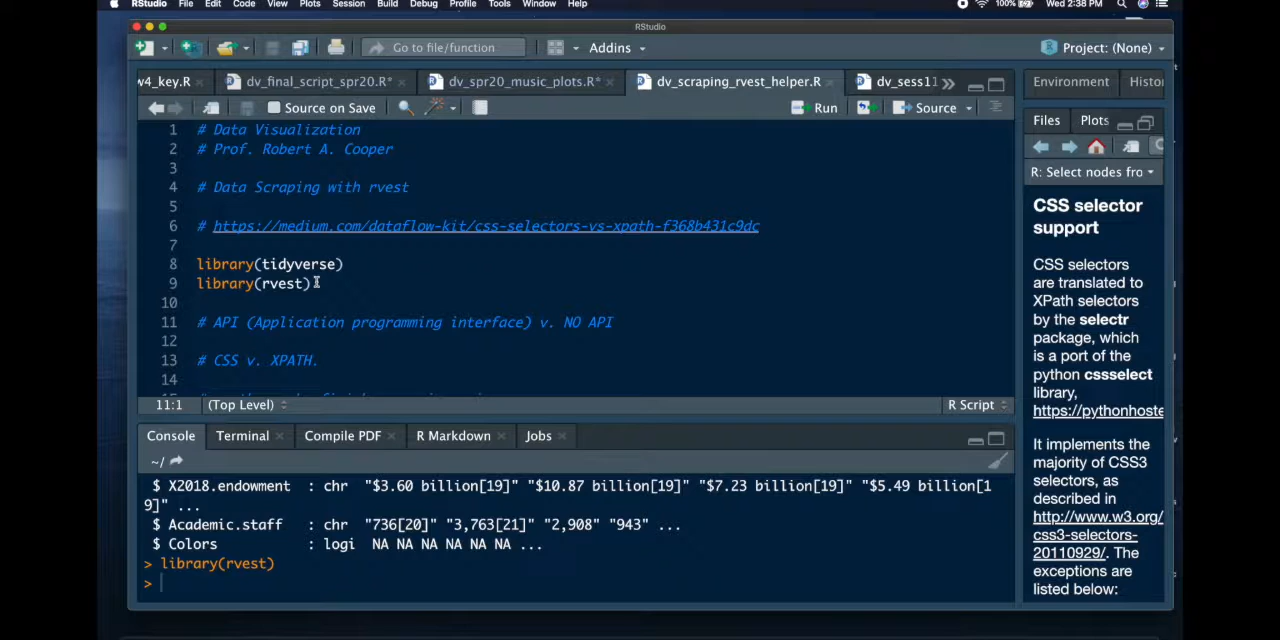 RStudio File Edit Code View Plots Session Build Debug Profile Tools Window Help 100% Wed 2:38 PM
RStudio
Go to file/function Addins Project: (None)
w4_key.R dv_final_script_spr20.R* dv_spr20_music_plots.R* dv_scraping_rvest_helper.R dv_sess11 Environment Histo
Source on Save Run Source Files Plots
1 # Data Visualization
2 # Prof. Robert A. Cooper
3
4 # Data Scraping with rvest
5
6 # https://medium.com/dataflow-kit/css-selectors-vs-xpath-f368b431c9dc
7
8 library(tidyverse)
9 library(rvest)
10
11 # API (Application programming interface) v. NO API
12
13 # CSS v. XPATH.
14
11:1 (Top Level) R Script
Console Terminal Compile PDF R Markdown Jobs
~/
$ X2018.endowment : chr "$3.60 billion[19]" "$10.87 billion[19]" "$7.23 billion[19]" "$5.49 billion[1
9]" ...
$ Academic.staff : chr "736[20]" "3,763[21]" "2,908" "943" ...
$ Colors : logi NA NA NA NA NA NA ...
> library(rvest)
>
R: Select nodes fro
CSS selector
support
CSS selectors
are translated to
XPath selectors
by the selectr
package, which
is a port of the
python cssselect
library,
https://pythonhoste
It implements the
majority of CSS3
selectors, as
described in
http://www.w3.org/
css3-selectors-
20110929/. The
exceptions are
listed below: